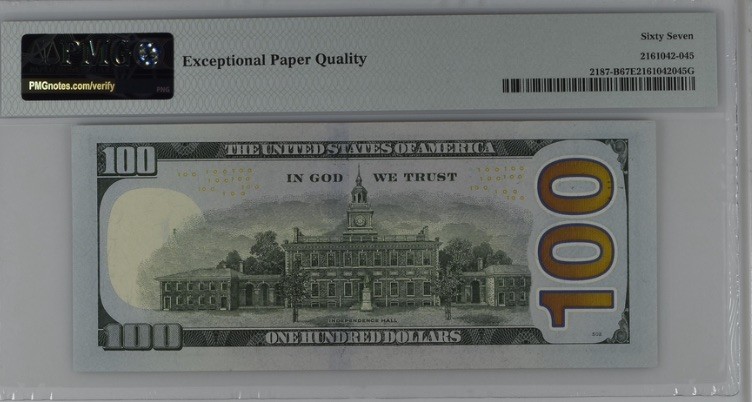 PMG
PMGnotes.com/verify
PMG
Exceptional Paper Quality
Sixty Seven
2161042-045
2187-B67E2161042045G
100
THE UNITED STATES OF AMERICA
IN GOD WE TRUST
100
INDEPENDENCE HALL
100
ONE HUNDRED DOLLARS